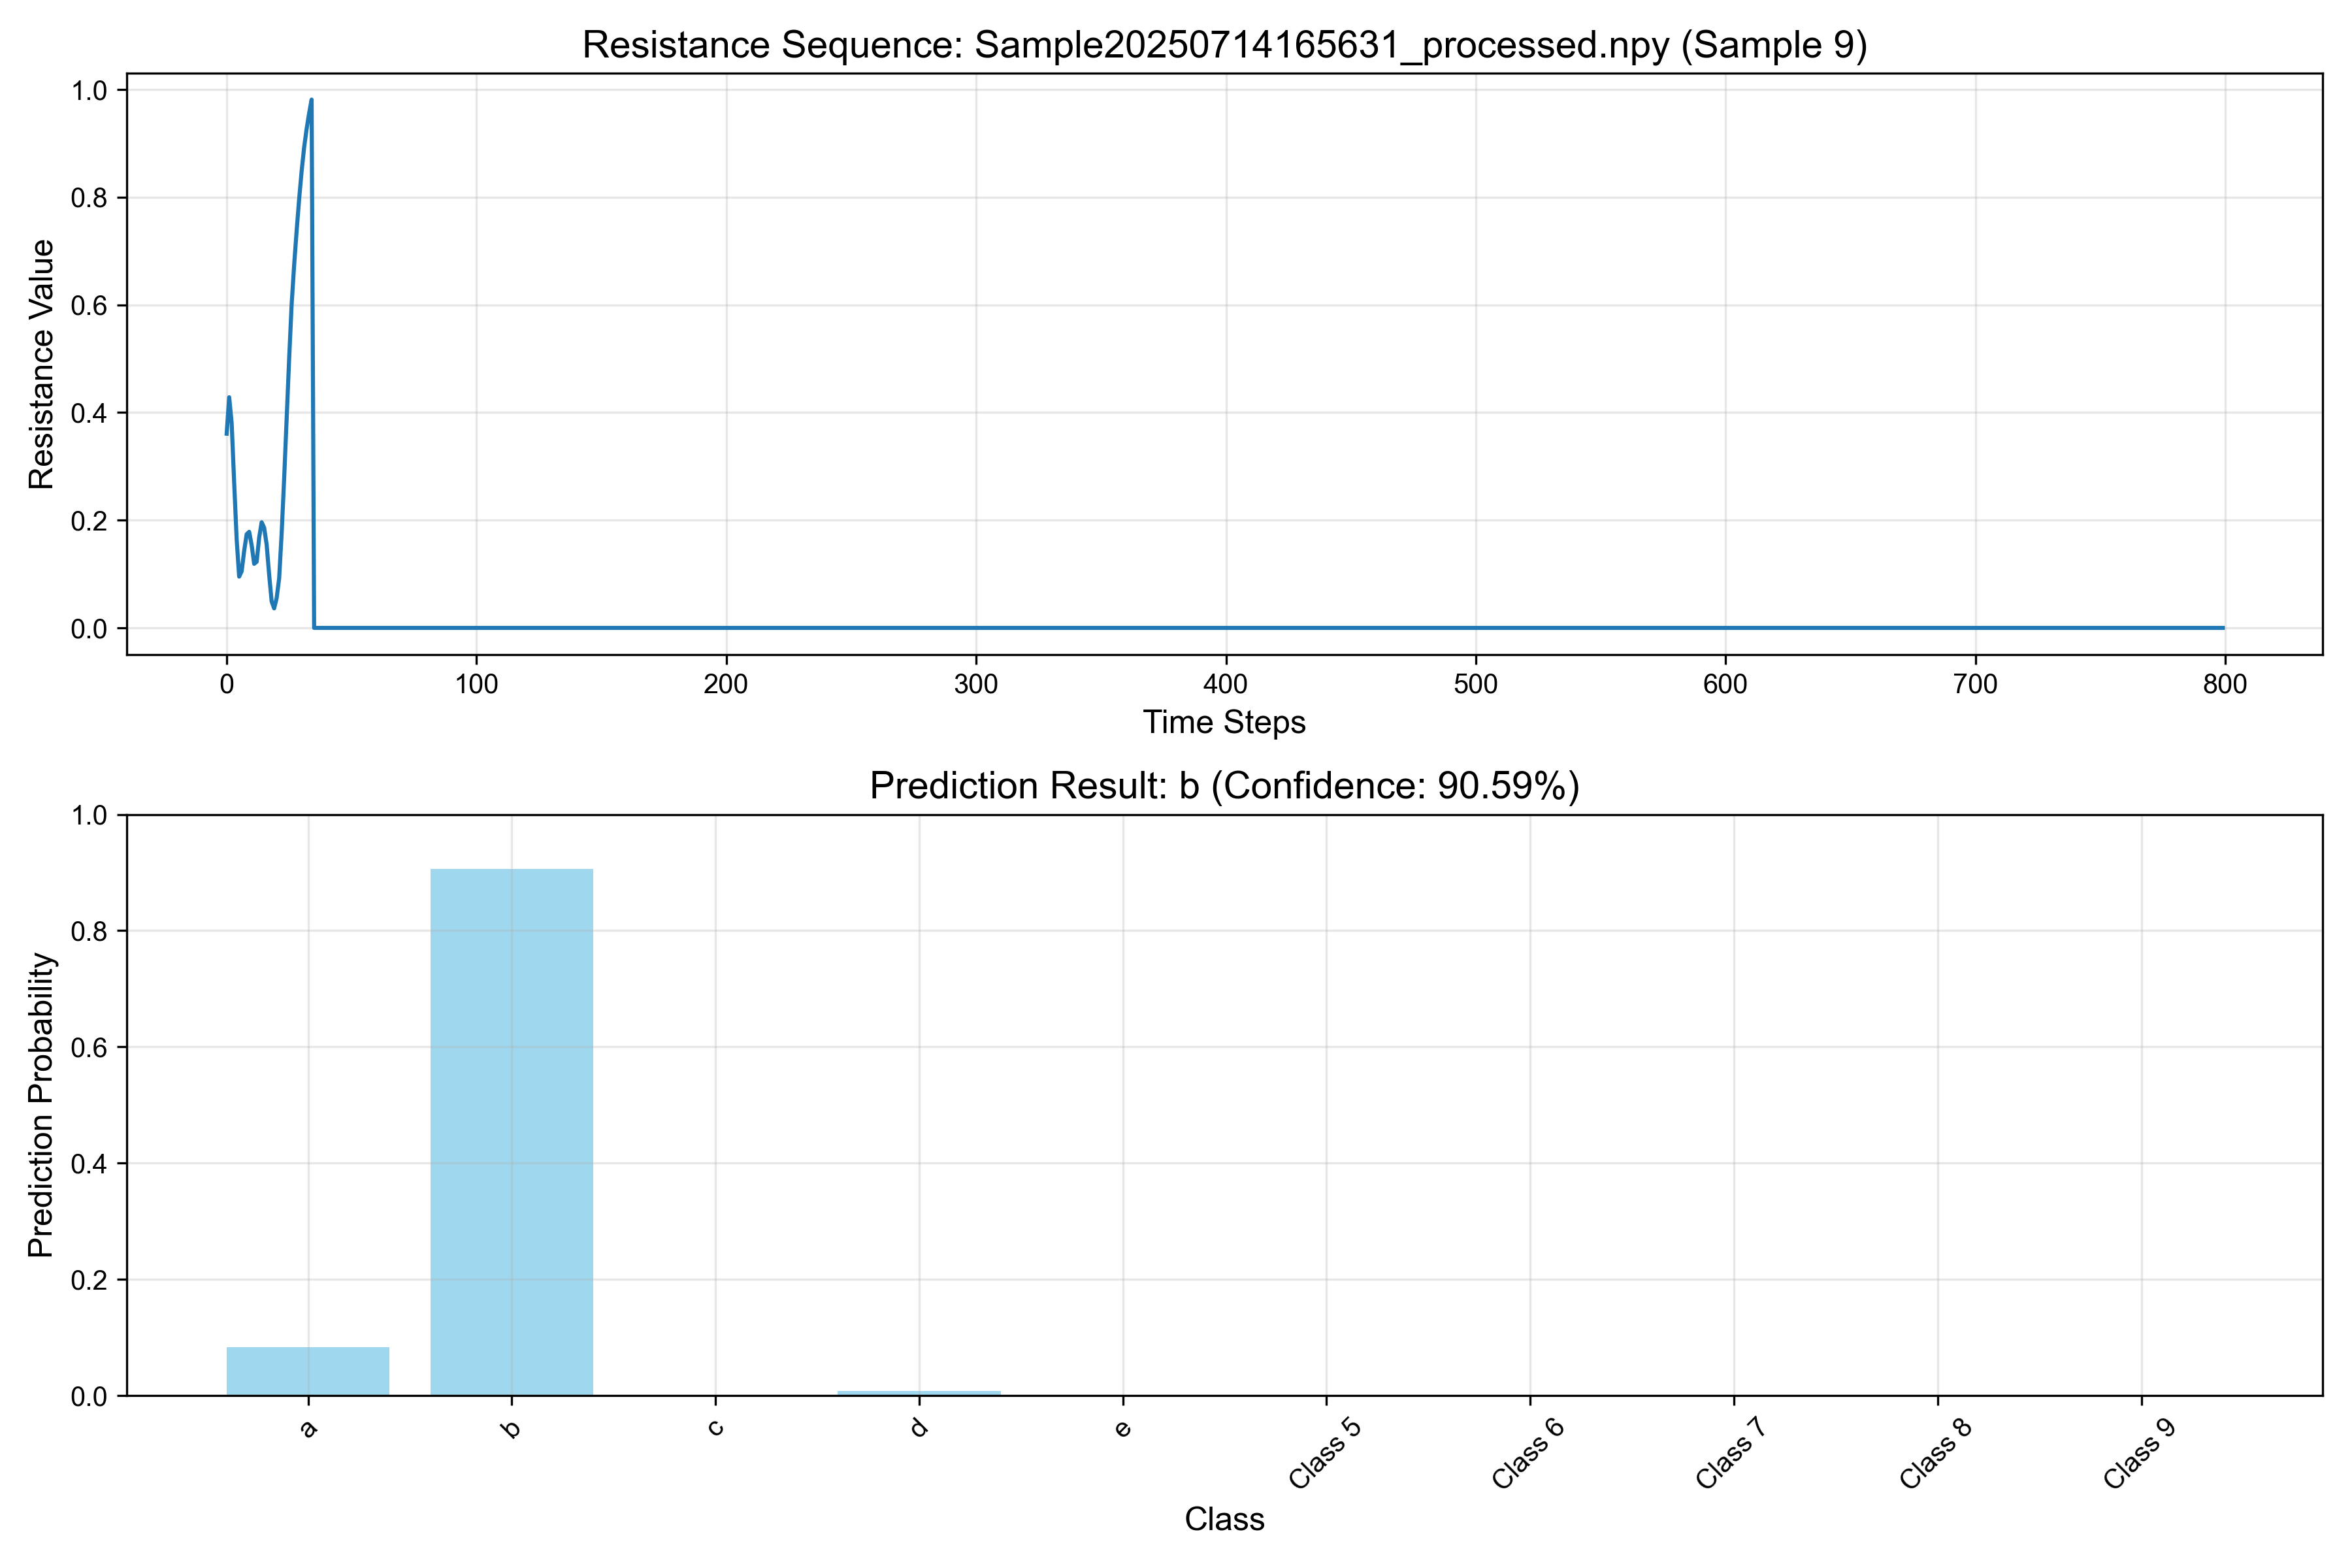 Resistance Sequence: Sample20250714165631_processed.npy (Sample 9)
Resistance Value
1.0
0.8
0.6
0.4
0.2
0.0
0 100 200 300 400 500 600 700 800
Time Steps
Prediction Result: b (Confidence: 90.59%)
Prediction Probability
1.0
0.8
0.6
0.4
0.2
0.0
a b c d e Class 5 Class 6 Class 7 Class 8 Class 9
Class